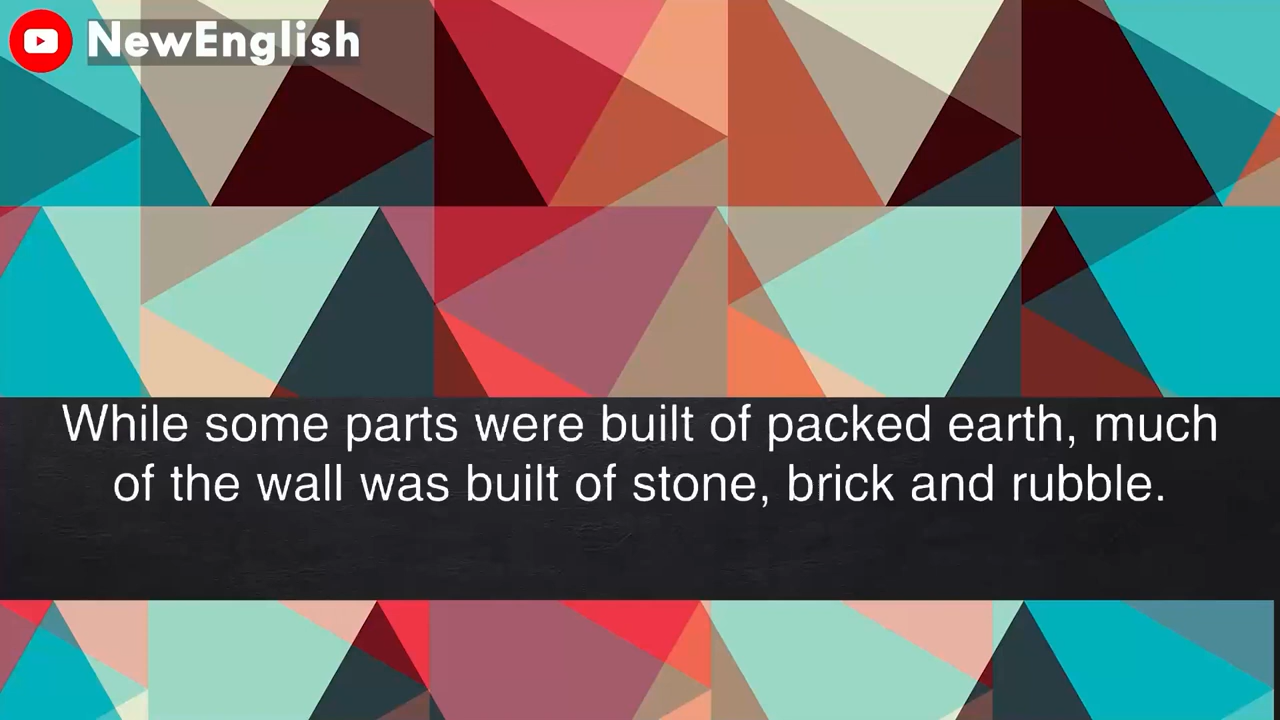 NewEnglish
While some parts were built of packed earth, much
of the wall was built of stone, brick and rubble.